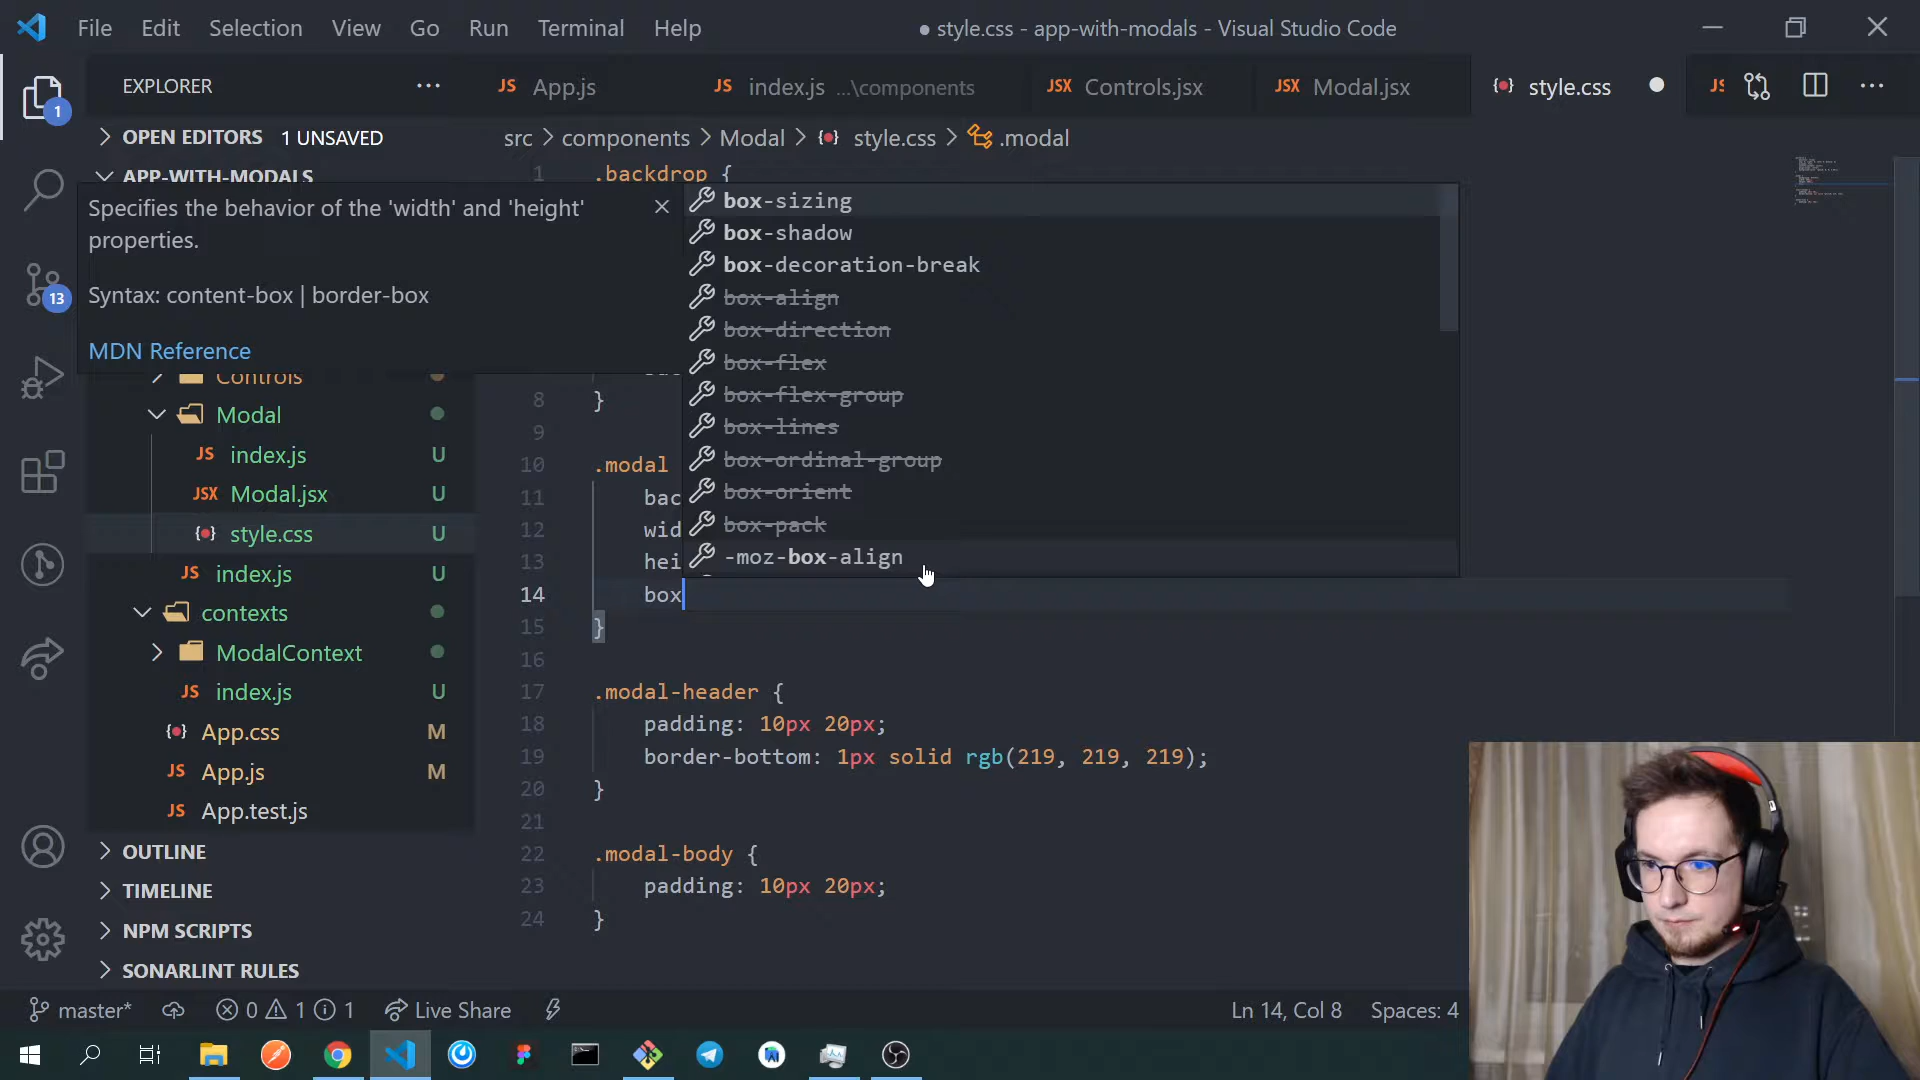 File Edit Selection View Go Run Terminal Help ● style.css - app-with-modals - Visual Studio Code
EXPLORER ··· JS App.js JS index.js ...\components JSX Controls.jsx JSX Modal.jsx style.css JS ···
1
OPEN EDITORS 1 UNSAVED
src > components > Modal > style.css > .modal
APP-WITH-MODALS
1 .backdrop {
Specifies the behavior of the 'width' and 'height'
properties.
Syntax: content-box | border-box
MDN Reference
box-sizing
box-shadow
box-decoration-break
box-align
box-direction
box-flex
box-flex-group
box-lines
box-ordinal-group
box-orient
box-pack
-moz-box-align
13
Controls
Modal
index.js U
JSX Modal.jsx U
style.css U
JS index.js U
contexts
ModalContext
JS index.js U
App.css M
JS App.js M
JS App.test.js
OUTLINE
TIMELINE
NPM SCRIPTS
SONARLINT RULES
8 }
9
10 .modal
11 bac
12 wid
13 hei
14 box
15 }
16
17 .modal-header {
18 padding: 10px 20px;
19 border-bottom: 1px solid rgb(219, 219, 219);
20 }
21
22 .modal-body {
23 padding: 10px 20px;
24 }
master* 0 1 1 Live Share Ln 14, Col 8 Spaces: 4